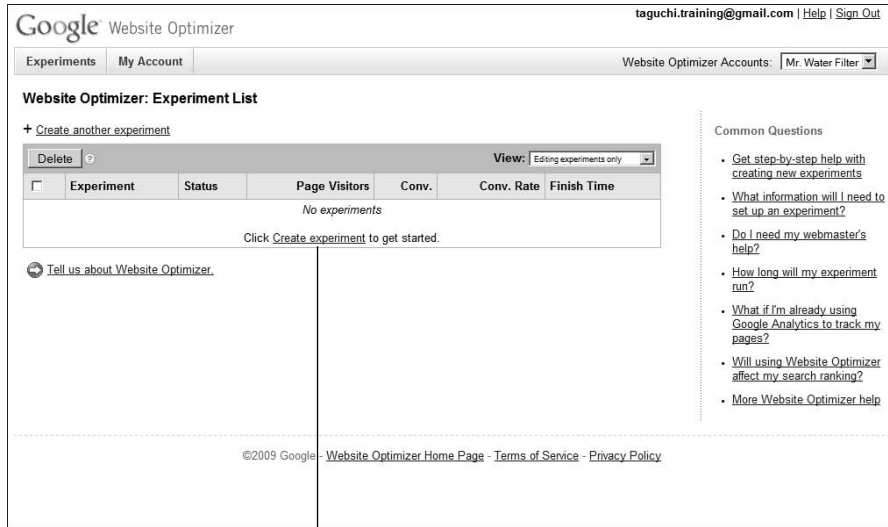 taguchi.training@gmail.com | Help | Sign Out
Google Website Optimizer
Experiments My Account Website Optimizer Accounts: Mr. Water Filter
Website Optimizer: Experiment List
+ Create another experiment
Delete ? View: Editing experiments only
Experiment Status Page Visitors Conv. Conv. Rate Finish Time
No experiments
Click Create experiment to get started.
Tell us about Website Optimizer.
Common Questions
• Get step-by-step help with
creating new experiments
• What information will I need to
set up an experiment?
• Do I need my webmaster's
help?
• How long will my experiment
run?
• What if I'm already using
Google Analytics to track my
pages?
• Will using Website Optimizer
affect my search ranking?
• More Website Optimizer help
©2009 Google - Website Optimizer Home Page - Terms of Service - Privacy Policy